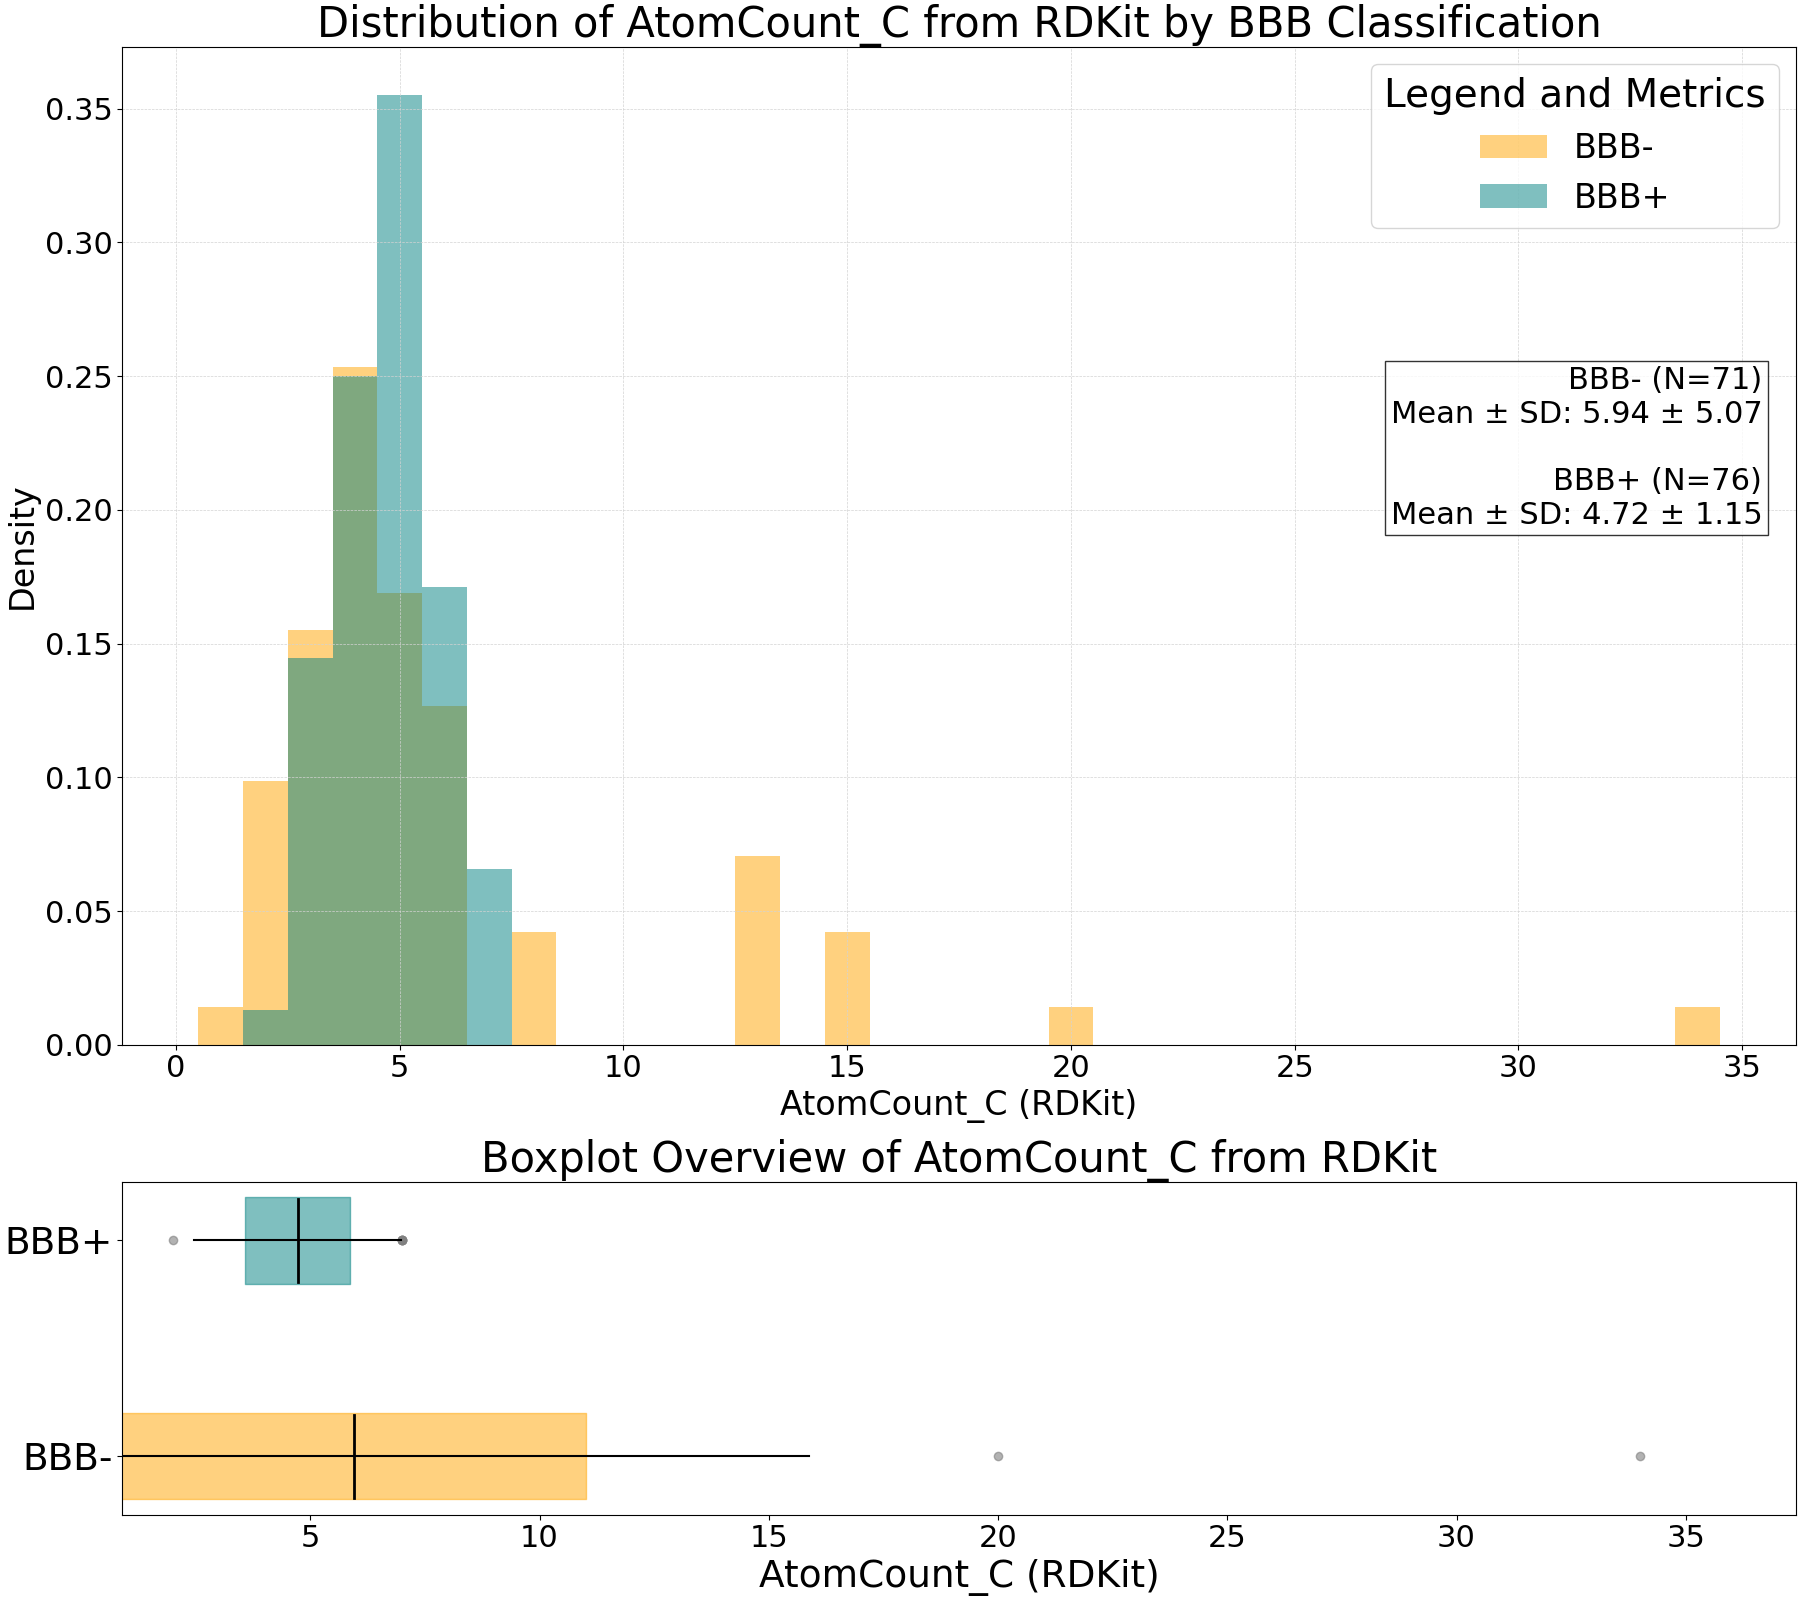 Distribution of AtomCount_C from RDKit by BBB Classification
Legend and Metrics
BBB-
BBB+
BBB- (N=71)
Mean ± SD: 5.94 ± 5.07
BBB+ (N=76)
Mean ± SD: 4.72 ± 1.15
Density
0.35
0.30
0.25
0.20
0.15
0.10
0.05
0.00
0 5 10 15 20 25 30 35
AtomCount_C (RDKit)
Boxplot Overview of AtomCount_C from RDKit
BBB+
BBB-
5 10 15 20 25 30 35
AtomCount_C (RDKit)